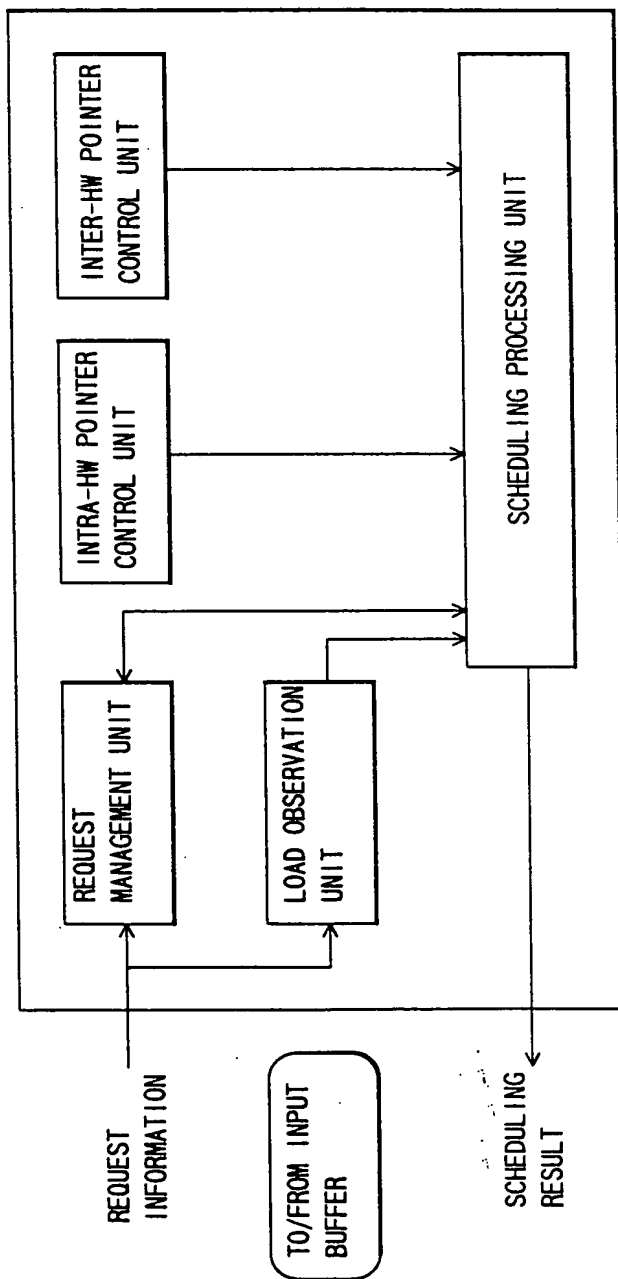 REQUEST
INFORMATION
TO/FROM INPUT
BUFFER
SCHEDULING
RESULT
REQUEST
MANAGEMENT UNIT
LOAD OBSERVATION
UNIT
INTRA-HW POINTER
CONTROL UNIT
INTER-HW POINTER
CONTROL UNIT
SCHEDULING PROCESSING UNIT